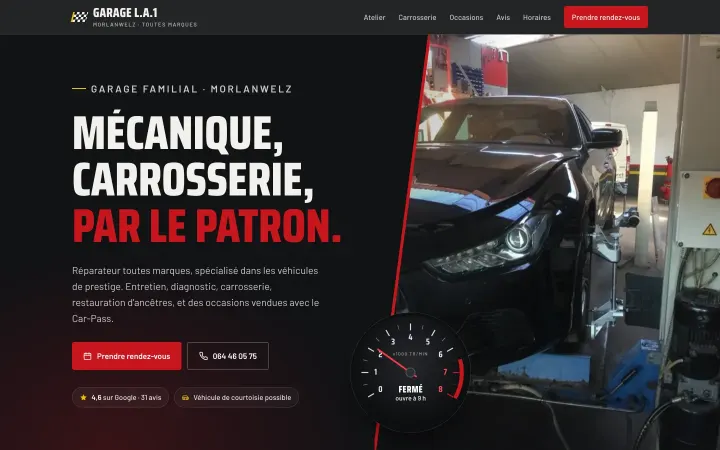 GARAGE L.A.1
MORLANWELZ · TOUTES MARQUES
Atelier Carrosserie Occasions Avis Horaires Prendre rendez-vous
GARAGE FAMILIAL · MORLANWELZ
MÉCANIQUE,
CARROSSERIE,
PAR LE PATRON.
Réparateur toutes marques, spécialisé dans les véhicules
de prestige. Entretien, diagnostic, carrosserie,
restauration d'ancêtres, et des occasions vendues avec le
Car-Pass.
Prendre rendez-vous 064 46 05 75
4,6 sur Google · 31 avis Véhicule de courtoisie possible
0 1 2 3 4 5 6 7 8
x1000 TR/MIN
FERMÉ
ouvre à 8 h